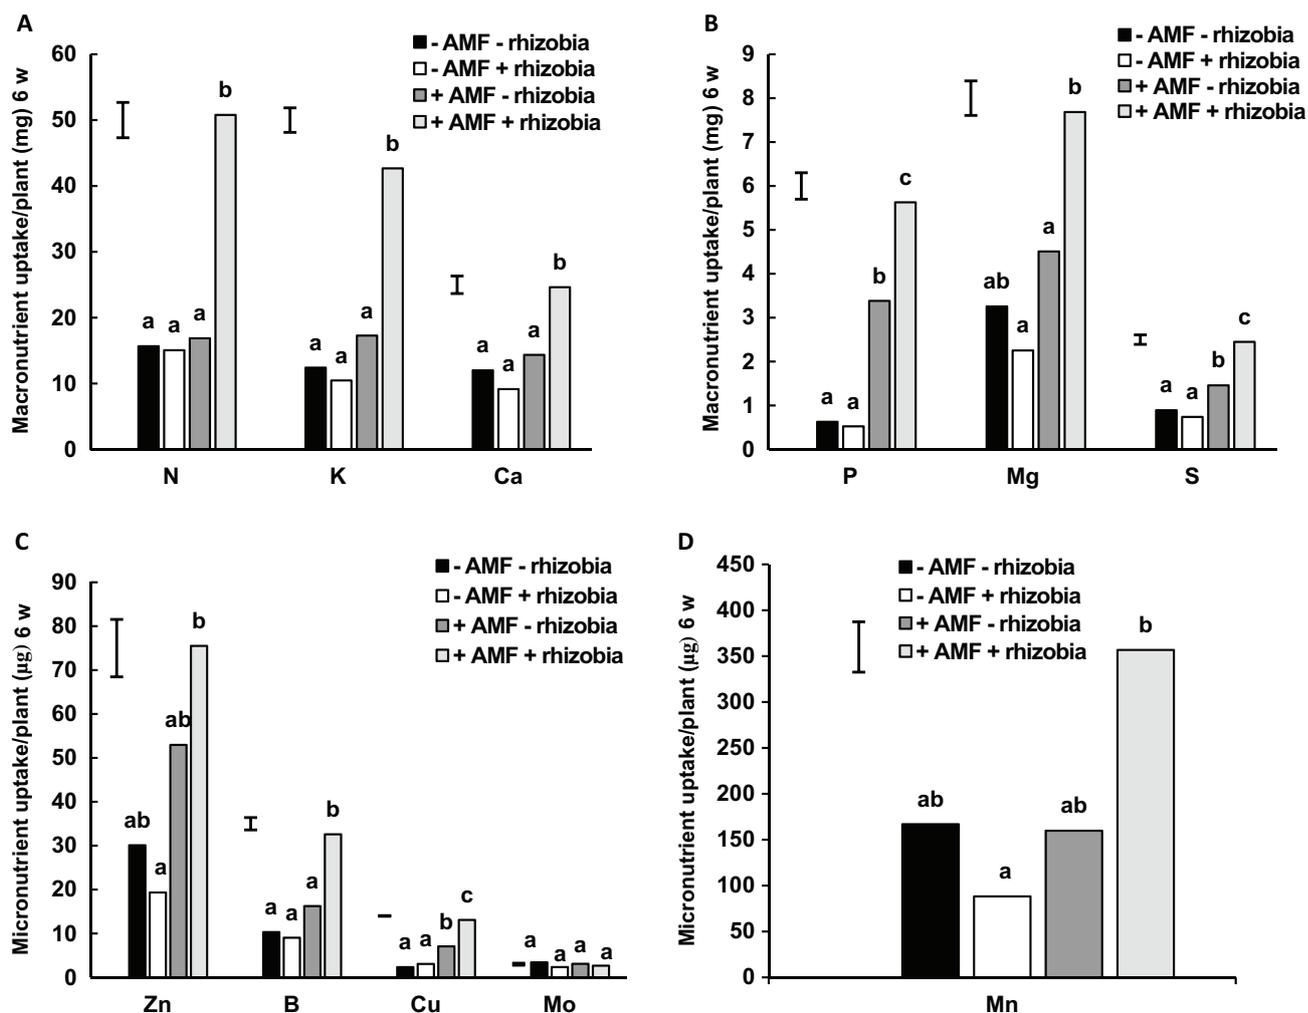 A
Macronutrient uptake/plant (mg) 6 w
60
50
40
30
20
10
0
- AMF - rhizobia
- AMF + rhizobia
+ AMF - rhizobia
+ AMF + rhizobia
a a a b
a a a b
a a a b
N K Ca
B
Macronutrient uptake/plant (mg) 6 w
9
8
7
6
5
4
3
2
1
0
- AMF - rhizobia
- AMF + rhizobia
+ AMF - rhizobia
+ AMF + rhizobia
a a b c
ab a a b
a a b c
P Mg S
C
Micronutrient uptake/plant (µg) 6 w
90
80
70
60
50
40
30
20
10
0
- AMF - rhizobia
- AMF + rhizobia
+ AMF - rhizobia
+ AMF + rhizobia
ab a ab b
a a a b
a a b c
a a a a
Zn B Cu Mo
D
Micronutrient uptake/plant (µg) 6 w
450
400
350
300
250
200
150
100
50
0
- AMF - rhizobia
- AMF + rhizobia
+ AMF - rhizobia
+ AMF + rhizobia
ab a ab b
Mn